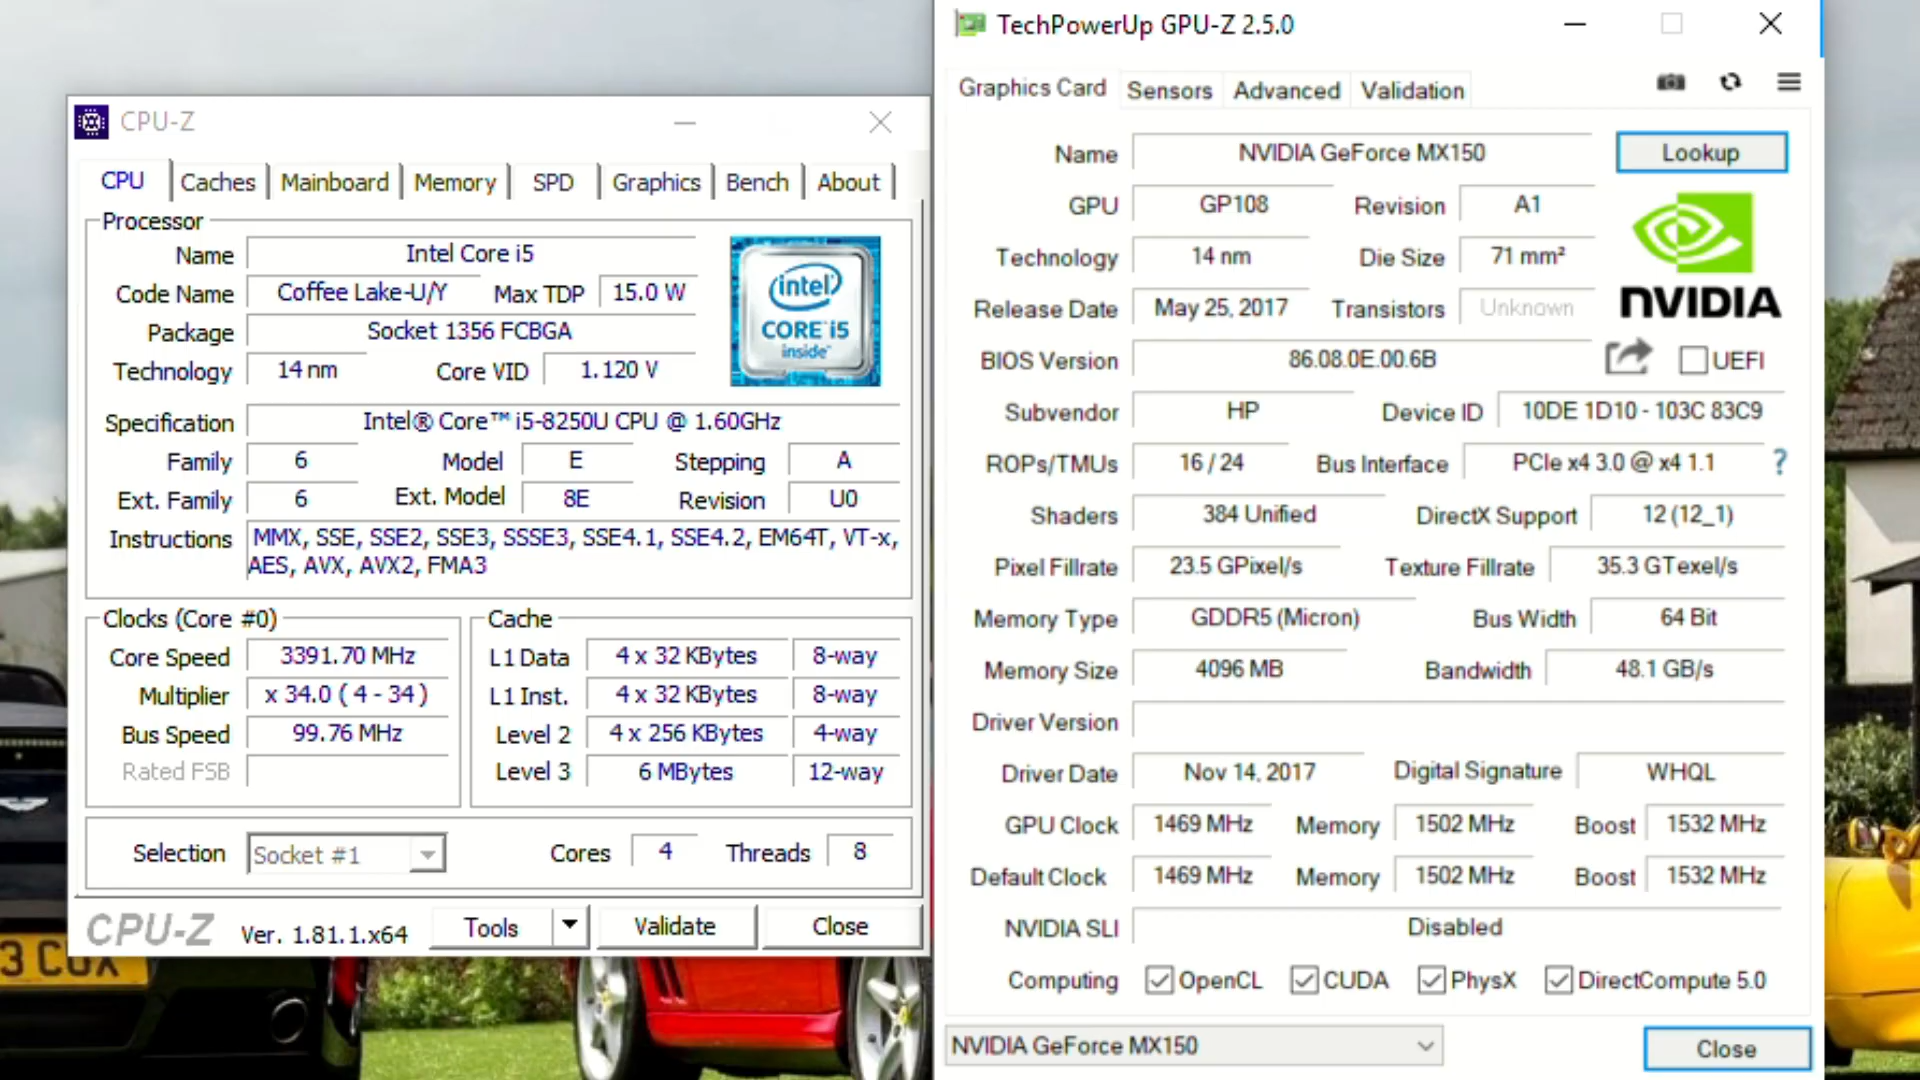 CPU-Z
CPU Caches Mainboard Memory SPD Graphics Bench About
Processor
Name Intel Core i5
Code Name Coffee Lake-U/Y Max TDP 15.0 W
Package Socket 1356 FCBGA
Technology 14 nm Core VID 1.120 V
intel
CORE i5
inside™
Specification Intel® Core™ i5-8250U CPU @ 1.60GHz
Family 6 Model E Stepping A
Ext. Family 6 Ext. Model 8E Revision U0
Instructions MMX, SSE, SSE2, SSE3, SSSE3, SSE4.1, SSE4.2, EM64T, VT-x,
AES, AVX, AVX2, FMA3
Clocks (Core #0)
Core Speed 3391.70 MHz
Multiplier x 34.0 ( 4 - 34 )
Bus Speed 99.76 MHz
Rated FSB
Cache
L1 Data 4 x 32 KBytes 8-way
L1 Inst. 4 x 32 KBytes 8-way
Level 2 4 x 256 KBytes 4-way
Level 3 6 MBytes 12-way
Selection Socket #1 Cores 4 Threads 8
CPU-Z Ver. 1.81.1.x64 Tools Validate Close
TechPowerUp GPU-Z 2.5.0
Graphics Card Sensors Advanced Validation
Name NVIDIA GeForce MX150 Lookup
GPU GP108 Revision A1
Technology 14 nm Die Size 71 mm²
Release Date May 25, 2017 Transistors Unknown
NVIDIA
BIOS Version 86.08.0E.00.6B UEFI
Subvendor HP Device ID 10DE 1D10 - 103C 83C9
ROPs/TMUs 16 / 24 Bus Interface PCIe x4 3.0 @ x4 1.1 ?
Shaders 384 Unified DirectX Support 12 (12_1)
Pixel Fillrate 23.5 GPixel/s Texture Fillrate 35.3 GTexel/s
Memory Type GDDR5 (Micron) Bus Width 64 Bit
Memory Size 4096 MB Bandwidth 48.1 GB/s
Driver Version
Driver Date Nov 14, 2017 Digital Signature WHQL
GPU Clock 1469 MHz Memory 1502 MHz Boost 1532 MHz
Default Clock 1469 MHz Memory 1502 MHz Boost 1532 MHz
NVIDIA SLI Disabled
Computing OpenCL CUDA PhysX DirectCompute 5.0
NVIDIA GeForce MX150 Close